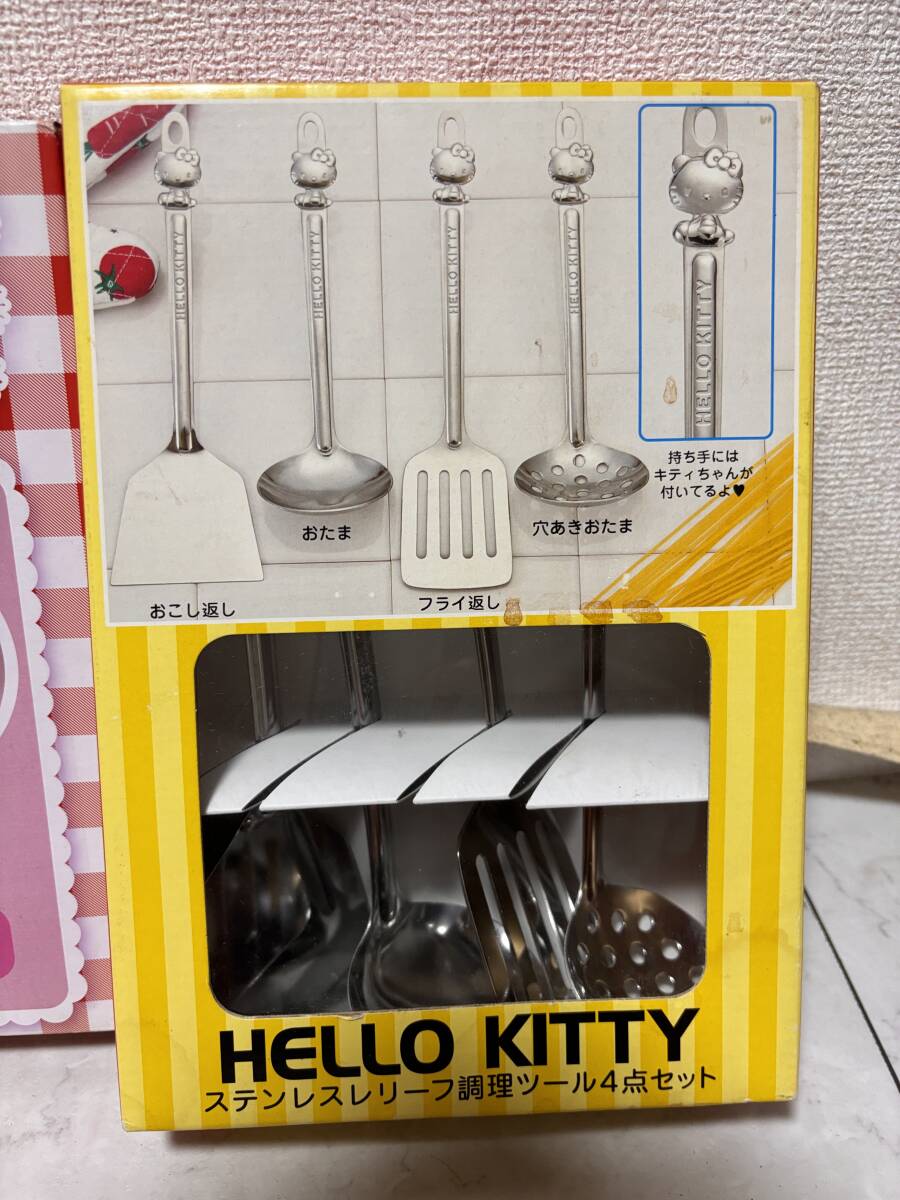 HELLO KITTY
HELLO KITTY
HELLO KITTY
HELLO KITTY
HELLO KITTY
持ち手には
キティちゃんが
付いてるよ♥
おたま
穴あきおたま
おこし返し
フライ返し
HELLO KITTY
ステンレスレリーフ調理ツール4点セット